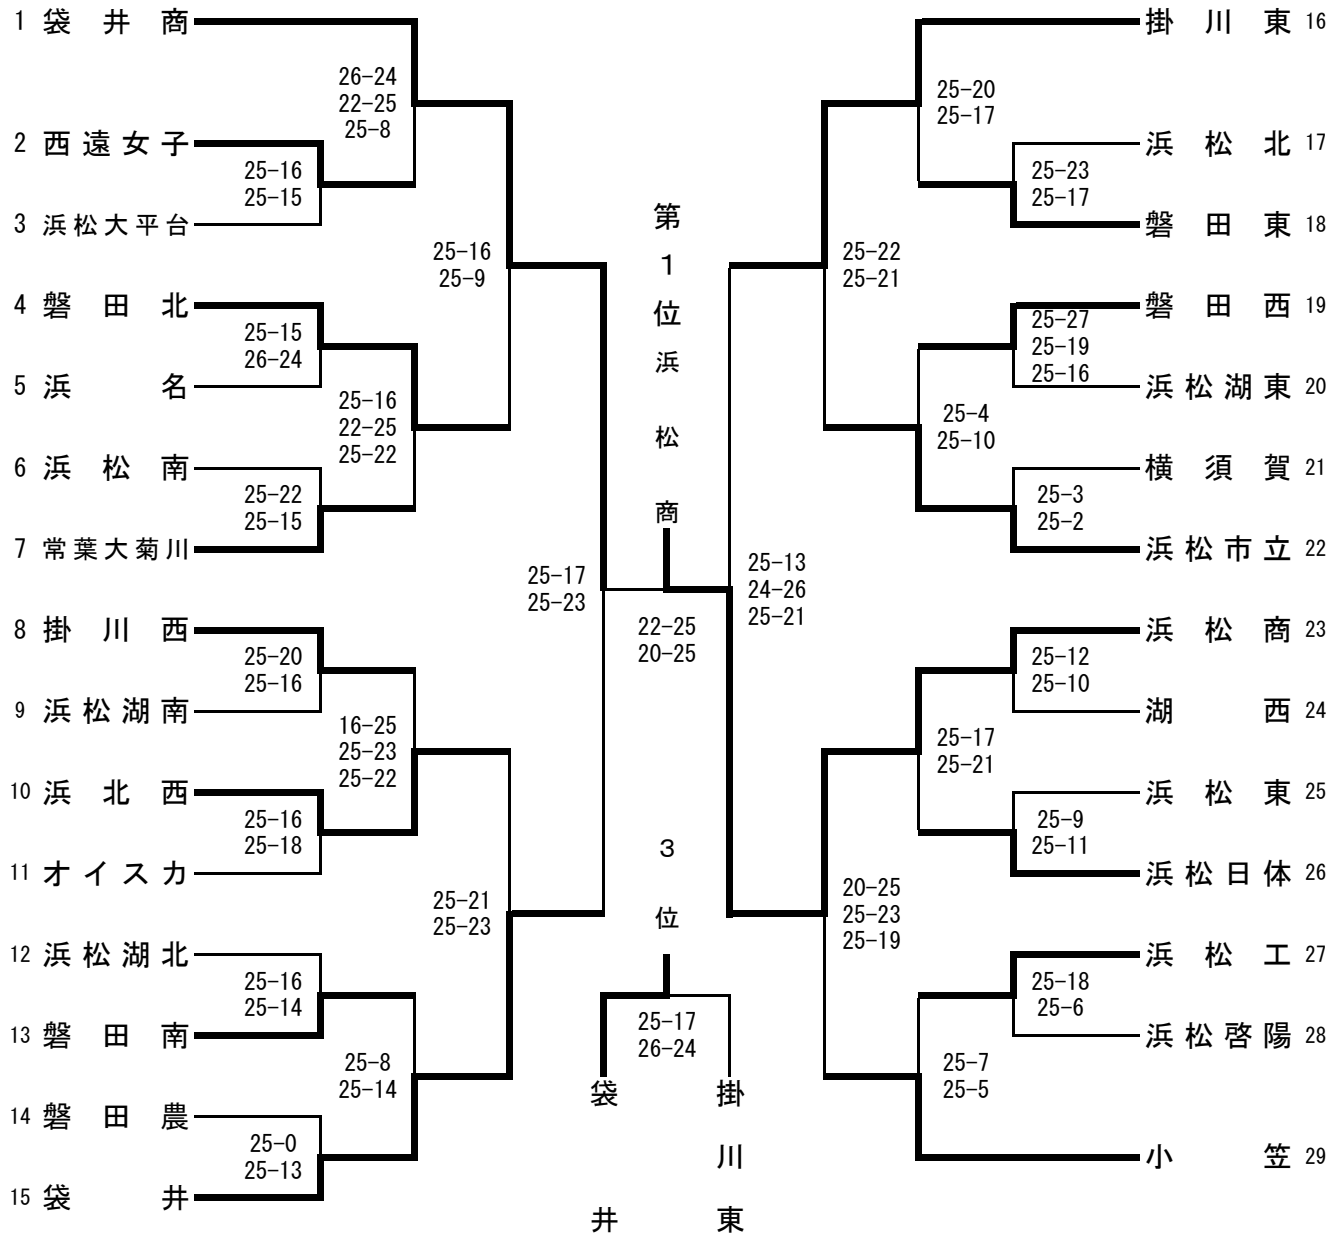 1 袋井商
26-24
22-25
25-8
2 西遠女子
25-16
25-15
3 浜松大平台
25-16
25-9
4 磐田北
25-15
26-24
5 浜名
25-16
22-25
25-22
6 浜松南
25-22
25-15
7 常葉大菊川
25-17
25-23
8 掛川西
25-20
25-16
9 浜松湖南
16-25
25-23
25-22
10 浜北西
25-16
25-18
11 オイスカ
25-21
25-23
12 浜松湖北
25-16
25-14
13 磐田南
25-8
25-14
14 磐田農
25-0
25-13
15 袋井
第1位
浜松商
22-25
20-25
3位
25-17
26-24
袋井
掛川東
掛川東 16
25-20
25-17
浜松北 17
25-23
25-17
磐田東 18
25-22
25-21
磐田西 19
25-27
25-19
25-16
浜松湖東 20
25-4
25-10
横須賀 21
25-3
25-2
浜松市立 22
25-13
24-26
25-21
浜松商 23
25-12
25-10
湖西 24
25-17
25-21
浜松東 25
25-9
25-11
浜松日体 26
20-25
25-23
25-19
浜松工 27
25-18
25-6
浜松啓陽 28
25-7
25-5
小笠 29